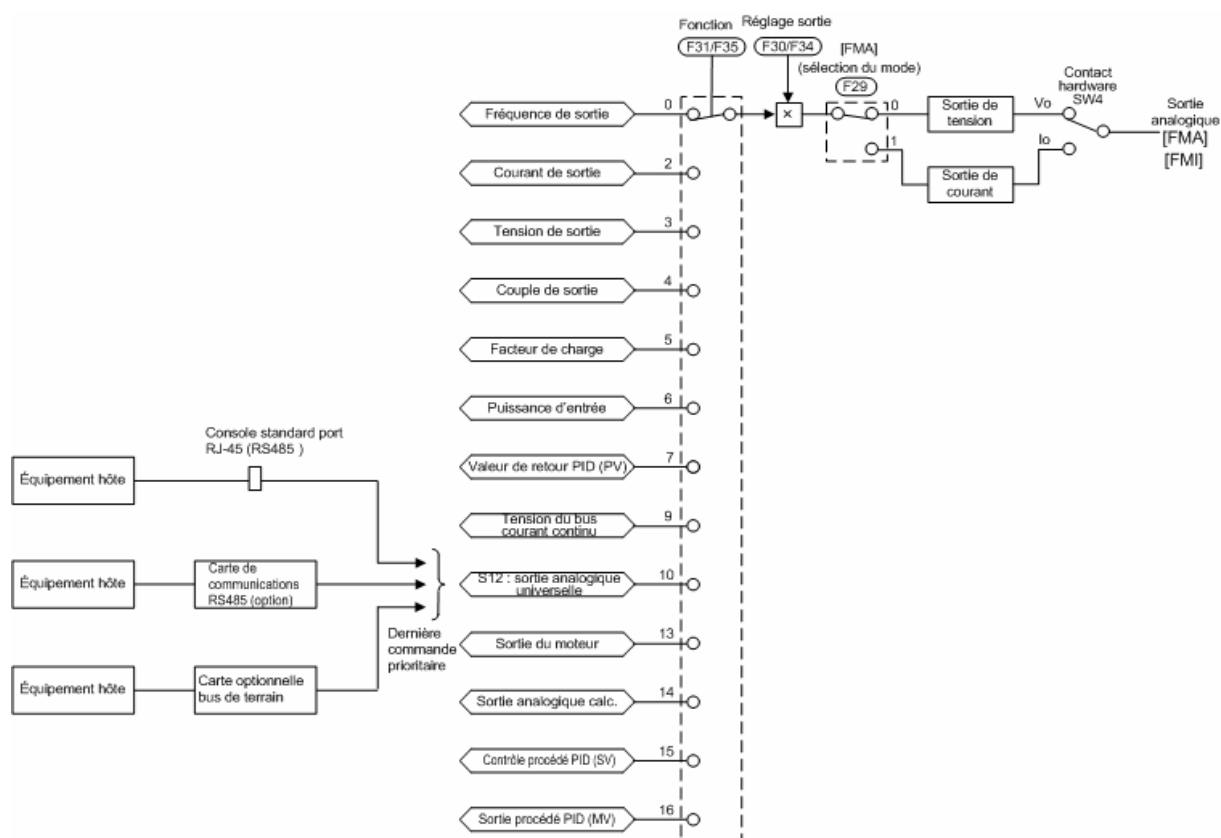 Fonction
Réglage sortie
F31/F35
F30/F34
[FMA]
(sélection du mode)
F29
Contact
hardware
SW4
Fréquence de sortie
0
×
0
Sortie de
tension
Vo
Sortie
analogique
[FMA]
[FMI]
1
Sortie de
courant
Io
Courant de sortie
2
Tension de sortie
3
Couple de sortie
4
Facteur de charge
5
Puissance d'entrée
6
Console standard port
RJ-45 (RS485 )
Équipement hôte
Valeur de retour PID (PV)
7
Tension du bus
courant continu
9
Équipement hôte
Carte de
communications
RS485 (option)
S12 : sortie analogique
universelle
10
Dernière
commande
prioritaire
Sortie du moteur
13
Équipement hôte
Carte optionnelle
bus de terrain
Sortie analogique calc.
14
Contrôle procédé PID (SV)
15
Sortie procédé PID (MV)
16